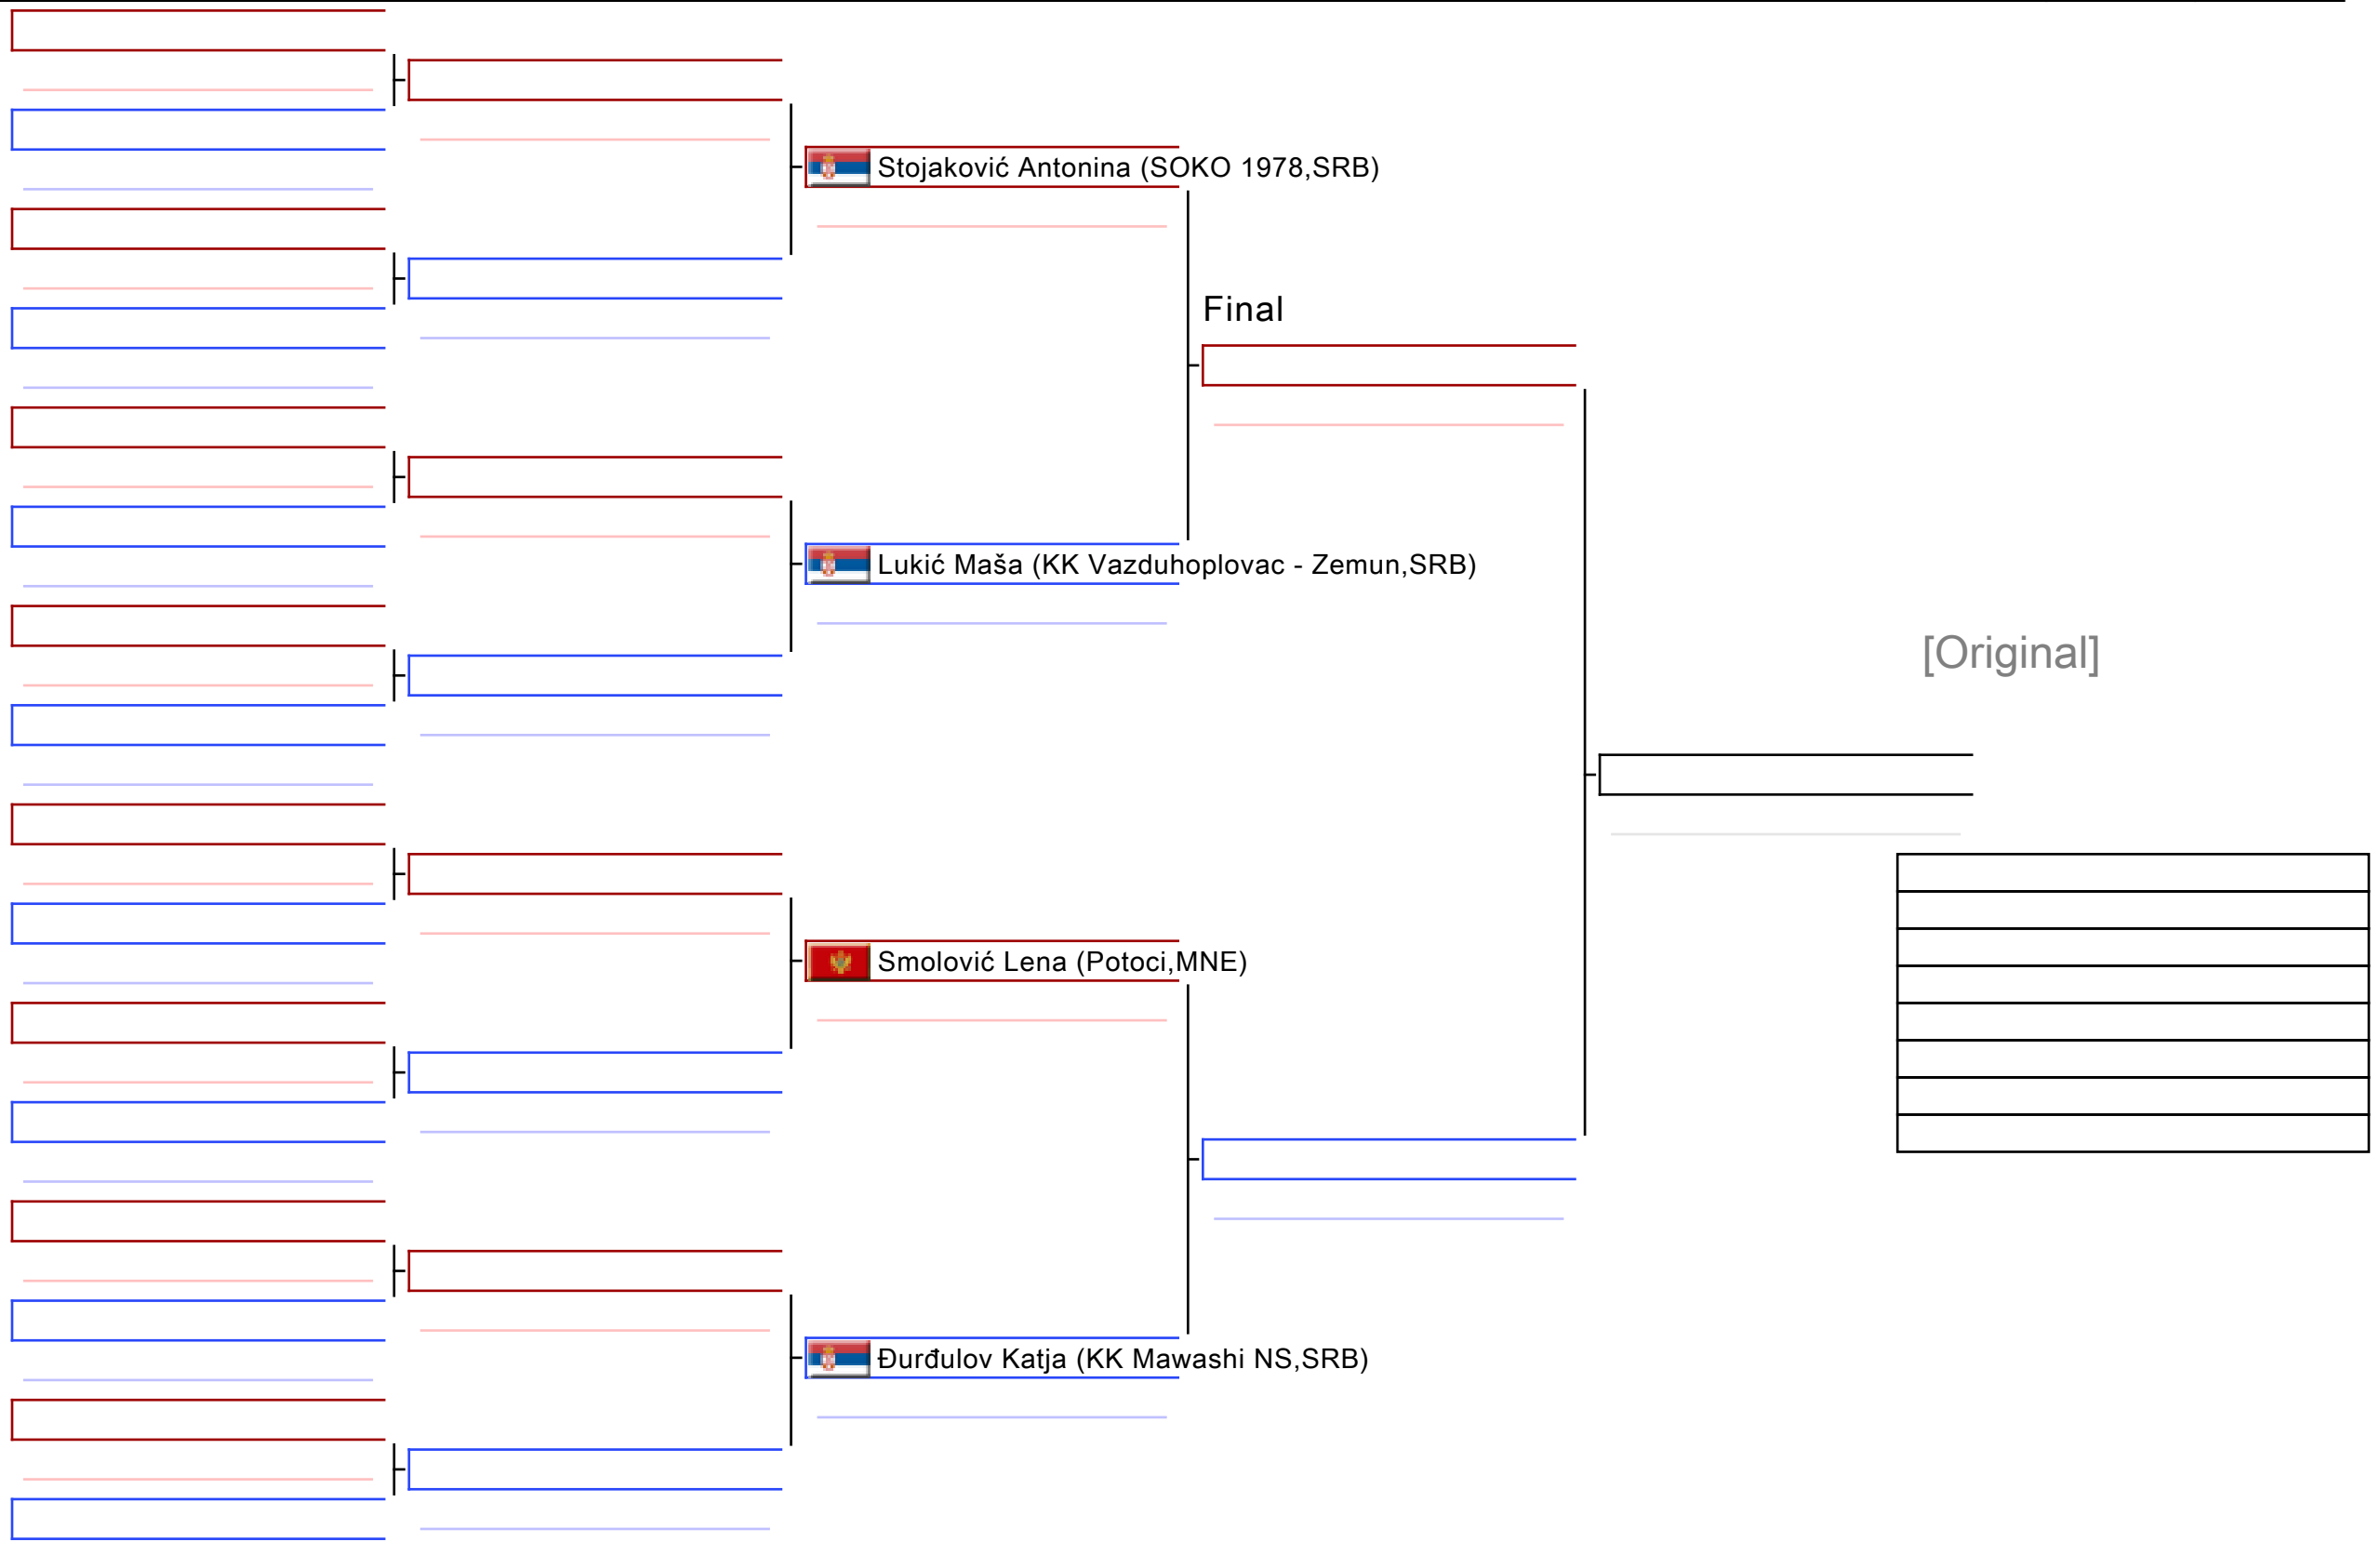 Stojaković Antonina (SOKO 1978,SRB)
Final
Lukić Maša (KK Vazduhoplovac - Zemun,SRB)
[Original]
Smolović Lena (Potoci,MNE)
Đurđulov Katja (KK Mawashi NS,SRB)